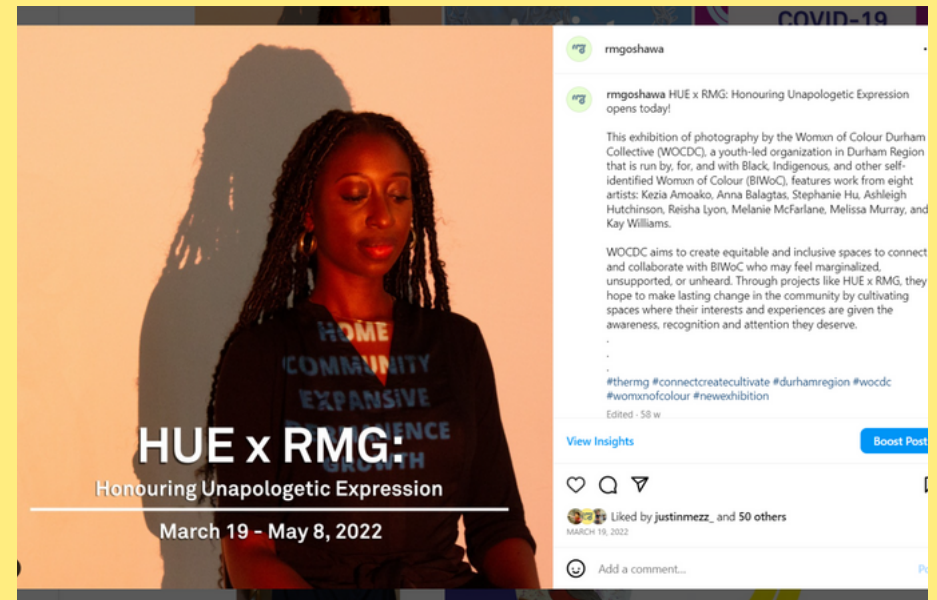 COVID-19
rmgoshawa
rmgoshawa HUE x RMG: Honouring Unapologetic Expression
opens today!
This exhibition of photography by the Womxn of Colour Durham
Collective (WOCDC), a youth-led organization in Durham Region
that is run by, for, and with Black, Indigenous, and other self-
identified Womxn of Colour (BIWoC), features work from eight
artists: Kezia Amoako, Anna Balagtas, Stephanie Hu, Ashleigh
Hutchinson, Reisha Lyon, Melanie McFarlane, Melissa Murray, and
Kay Williams.
WOCDC aims to create equitable and inclusive spaces to connect
and collaborate with BIWoC who may feel marginalized,
unsupported, or unheard. Through projects like HUE x RMG, they
hope to make lasting change in the community by cultivating
spaces where their interests and experiences are given the
awareness, recognition and attention they deserve.
.
.
.
#thermg #connectcreatecultivate #durhamregion #wocdc
#womxnofcolour #newexhibition
Edited · 58 w
View Insights
Boost Post
Liked by justinmezz_ and 50 others
MARCH 19, 2022
Add a comment...
HOME
COMMUNITY
EXPANSIVE
GROWTH
HUE x RMG:
Honouring Unapologetic Expression
March 19 - May 8, 2022